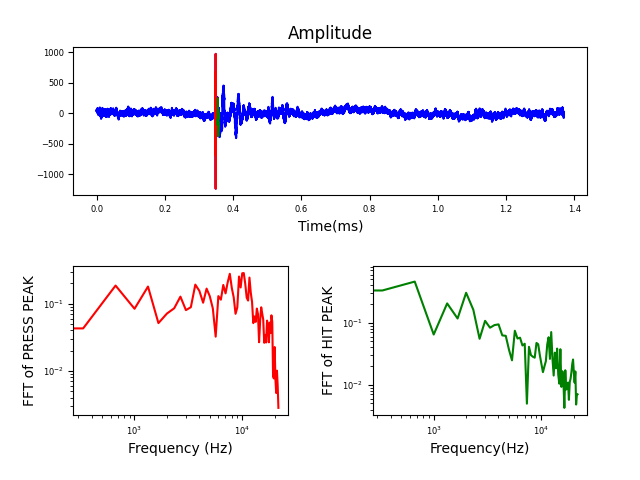 Amplitude
1000
500
0
−500
−1000
0.0 0.2 0.4 0.6 0.8 1.0 1.2 1.4
Time(ms)
FFT of PRESS PEAK
10⁻¹
10⁻²
10³ 10⁴
Frequency (Hz)
FFT of HIT PEAK
10⁻¹
10⁻²
10³ 10⁴
Frequency(Hz)